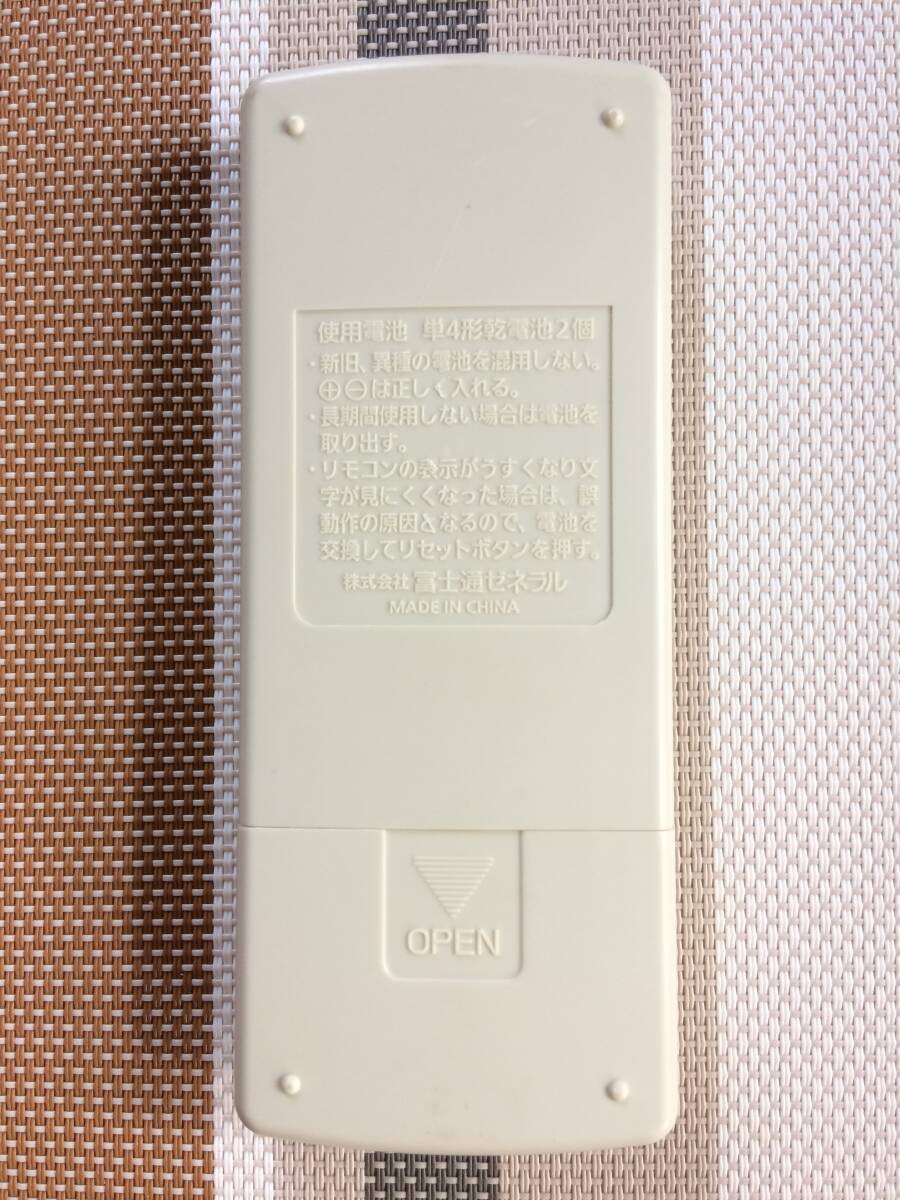 使用電池 単4形乾電池2個
・新旧、異種の電池を混用しない。
⊕⊖は正しく入れる。
・長期間使用しない場合は電池を
取り出す。
・リモコンの表示がうすくなり文
字が見にくくなった場合は、誤
動作の原因となるので、電池を
交換してリセットボタンを押す。
株式会社 富士通ゼネラル
MADE IN CHINA
OPEN